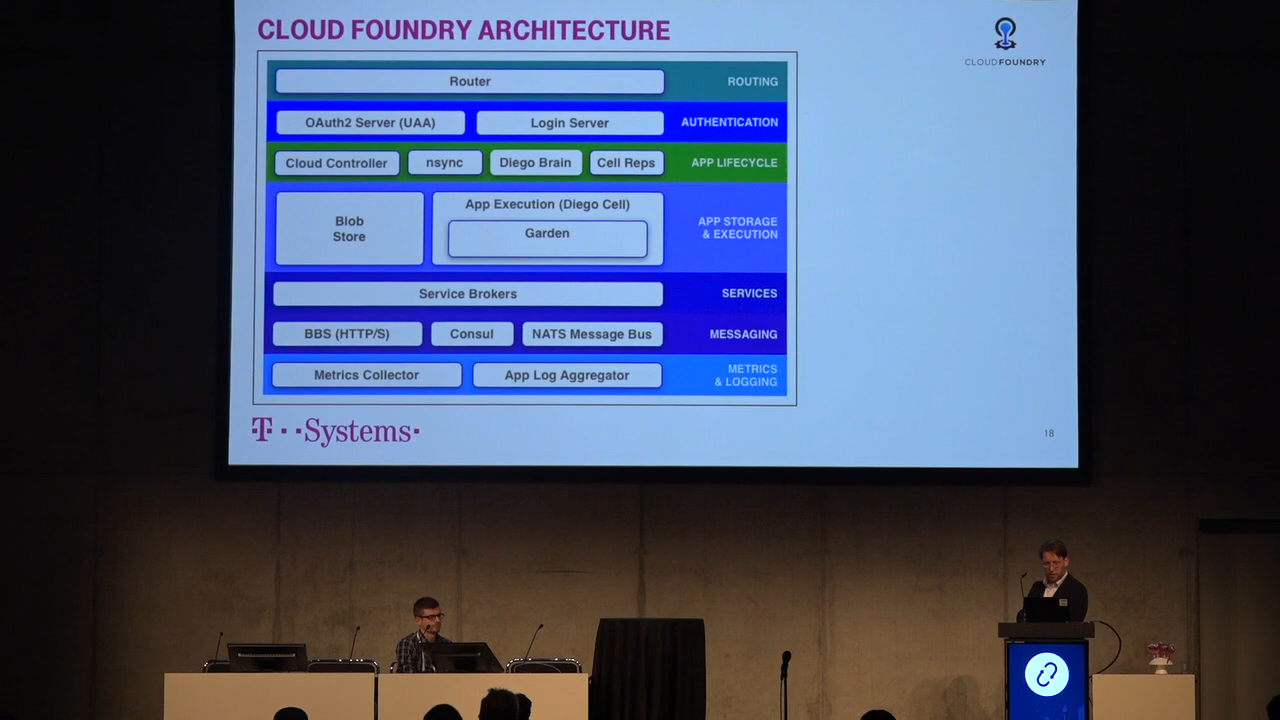 CLOUD FOUNDRY ARCHITECTURE
CLOUDFOUNDRY
Router
ROUTING
OAuth2 Server (UAA)
Login Server
AUTHENTICATION
Cloud Controller
nsync
Diego Brain
Cell Reps
APP LIFECYCLE
Blob
Store
App Execution (Diego Cell)
Garden
APP STORAGE
& EXECUTION
Service Brokers
SERVICES
BBS (HTTP/S)
Consul
NATS Message Bus
MESSAGING
Metrics Collector
App Log Aggregator
METRICS
& LOGGING
T··Systems·
18